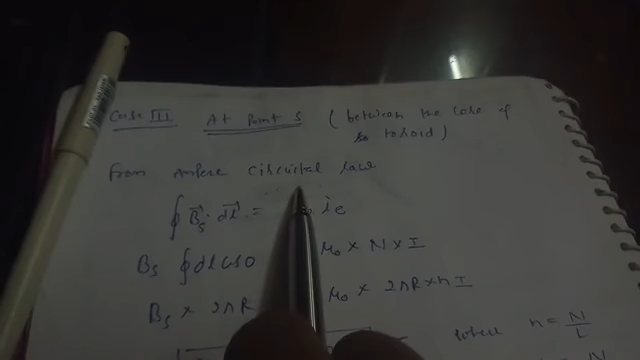 Case III At Point S (between the core of
so toroid)
From Ampere Circuital law
∮ B⃗s. dl⃗ = ie
Bs ∮ dl cos0 μ₀ × N × I
Bs × 2πR μ₀ × 2πR × n I
where n = N/L
N